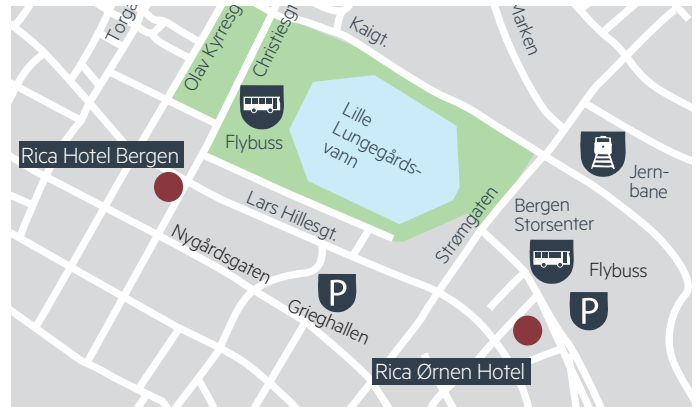 Torga
Olav Kyrresg
Christiesgt
Kaigt.
Marken
Flybuss
Lille
Lungegårds-
vann
Rica Hotel Bergen
Jern-
bane
Lars Hillesgt.
Strømgaten
Bergen
Storsenter
Nygårdsgaten
Flybuss
P
Grieghallen
P
Rica Ørnen Hotel